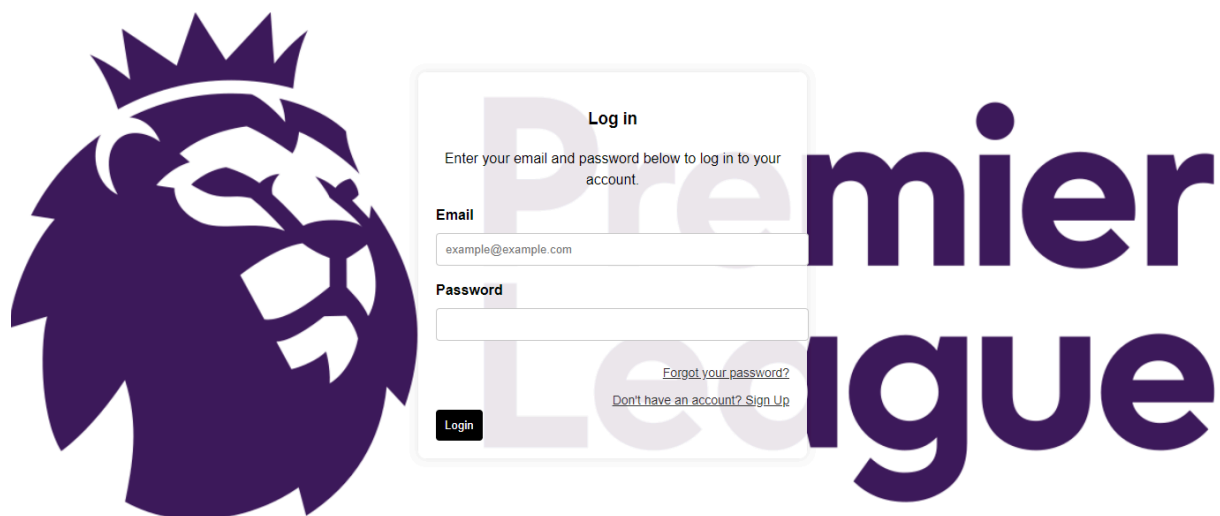 Premier
League
Log in
Enter your email and password below to log in to your
account.
Email
example@example.com
Password
Forgot your password?
Don't have an account? Sign Up
Login